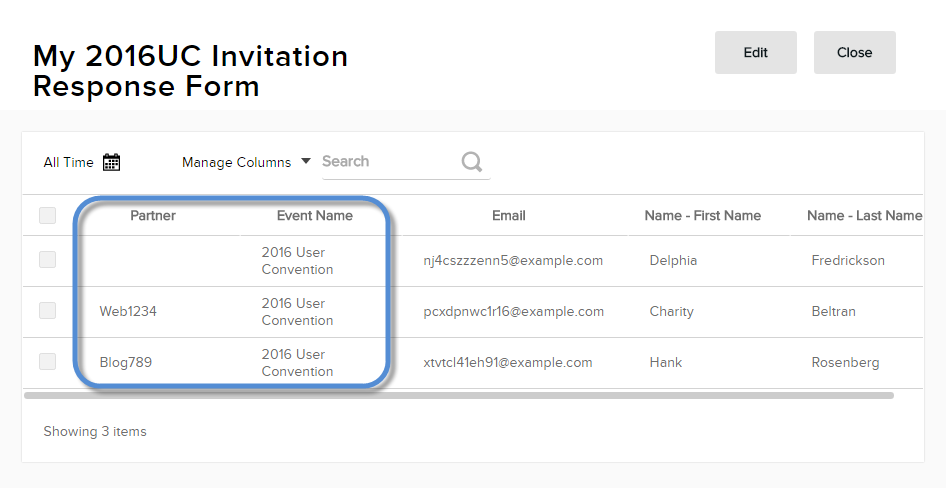 My 2016UC Invitation
Response Form
Edit
Close
All Time
Manage Columns
Search
Partner
Event Name
Email
Name - First Name
Name - Last Name
2016 User
Convention
nj4cszzzenn5@example.com
Delphia
Fredrickson
Web1234
2016 User
Convention
pcxdpnwc1r16@example.com
Charity
Beltran
Blog789
2016 User
Convention
xtvtcl41eh91@example.com
Hank
Rosenberg
Showing 3 items